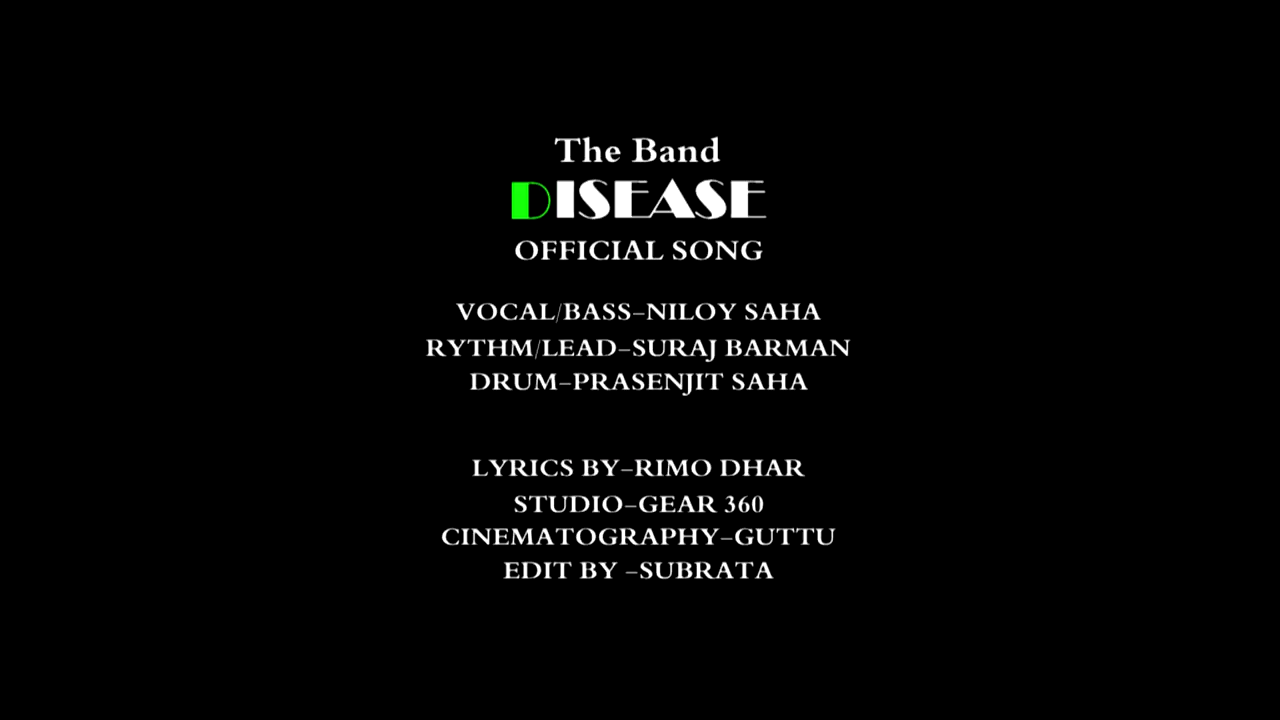 The Band
DISEASE
OFFICIAL SONG
VOCAL/BASS-NILOY SAHA
RYTHM/LEAD-SURAJ BARMAN
DRUM-PRASENJIT SAHA
LYRICS BY-RIMO DHAR
STUDIO-GEAR 360
CINEMATOGRAPHY-GUTTU
EDIT BY -SUBRATA